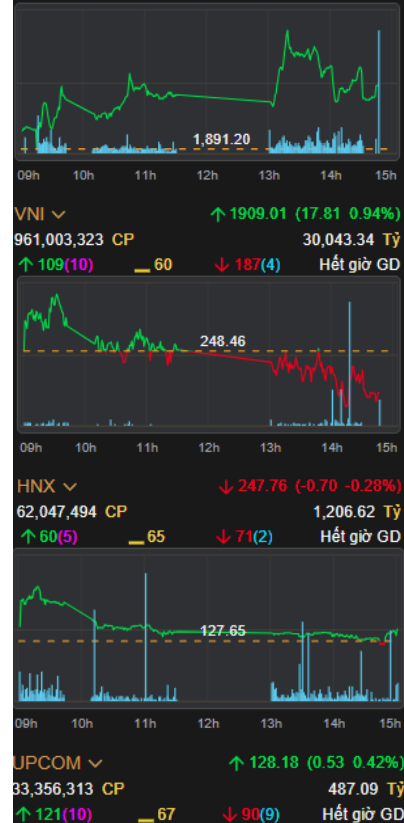 1,891.20
09h 10h 11h 12h 13h 14h 15h
VNI ↑ 1909.01 (17.81 0.94%)
961,003,323 CP 30,043.34 Tỷ
↑ 109(10) 60 ↓ 187(4) Hết giờ GD
248.46
09h 10h 11h 12h 13h 14h 15h
HNX ↓ 247.76 (-0.70 -0.28%)
62,047,494 CP 1,206.62 Tỷ
↑ 60(5) 65 ↓ 71(2) Hết giờ GD
127.65
09h 10h 11h 12h 13h 14h 15h
UPCOM ↑ 128.18 (0.53 0.42%)
33,356,313 CP 487.09 Tỷ
↑ 121(10) 67 ↓ 90(9) Hết giờ GD